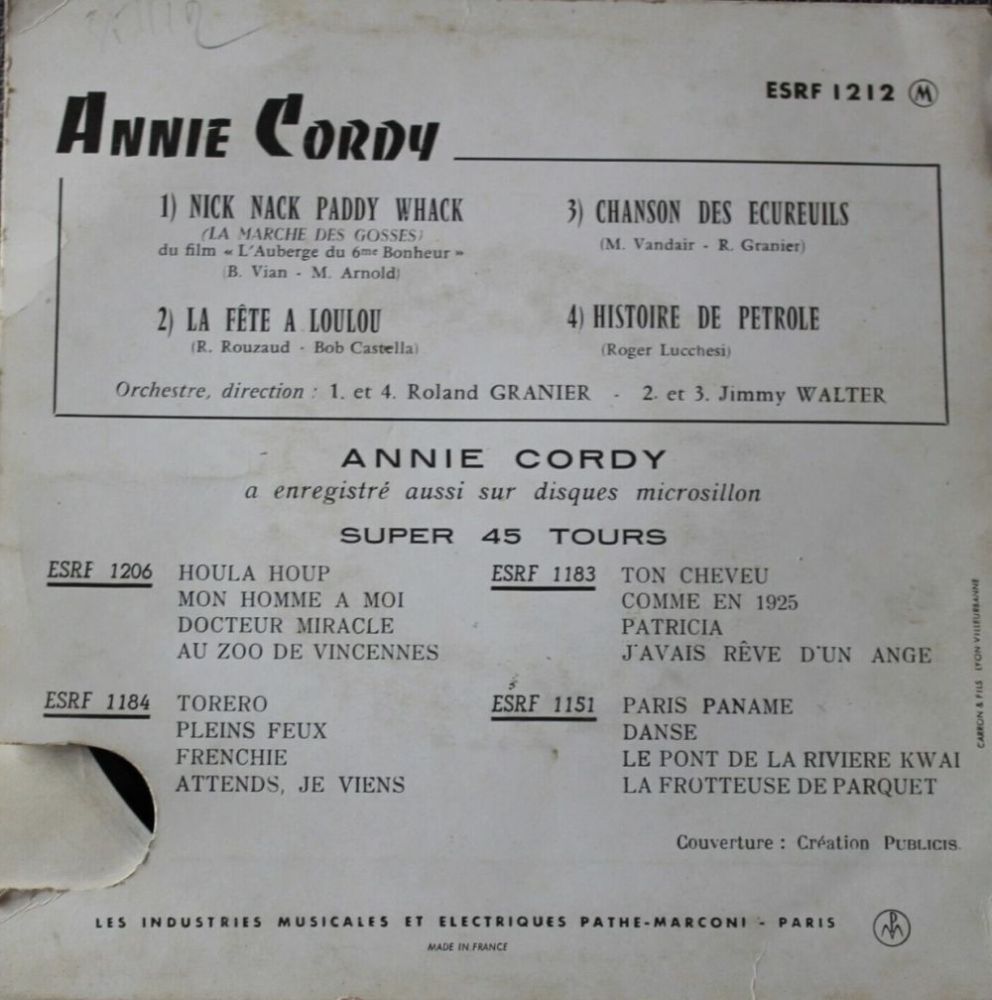 ANNIE CORDY
ESRF 1212 M
1) NICK NACK PADDY WHACK
(LA MARCHE DES GOSSES)
du film « L'Auberge du 6me Bonheur »
(B. Vian - M. Arnold)
2) LA FÊTE A LOULOU
(R. Rouzaud - Bob Castella)
3) CHANSON DES ECUREUILS
(M. Vandair - R. Granier)
4) HISTOIRE DE PETROLE
(Roger Lucchesi)
Orchestre, direction : 1. et 4. Roland GRANIER - 2. et 3. Jimmy WALTER
ANNIE CORDY
a enregistré aussi sur disques microsillon
SUPER 45 TOURS
ESRF 1206 HOULA HOUP
MON HOMME A MOI
DOCTEUR MIRACLE
AU ZOO DE VINCENNES
ESRF 1183 TON CHEVEU
COMME EN 1925
PATRICIA
J'AVAIS RÊVE D'UN ANGE
ESRF 1184 TORERO
PLEINS FEUX
FRENCHIE
ATTENDS, JE VIENS
ESRF 1151 PARIS PANAME
DANSE
LE PONT DE LA RIVIERE KWAI
LA FROTTEUSE DE PARQUET
CARRON & FILS LYON VILLEURBANNE
Couverture : Création PUBLICIS.
LES INDUSTRIES MUSICALES ET ELECTRIQUES PATHE-MARCONI - PARIS
MADE IN FRANCE